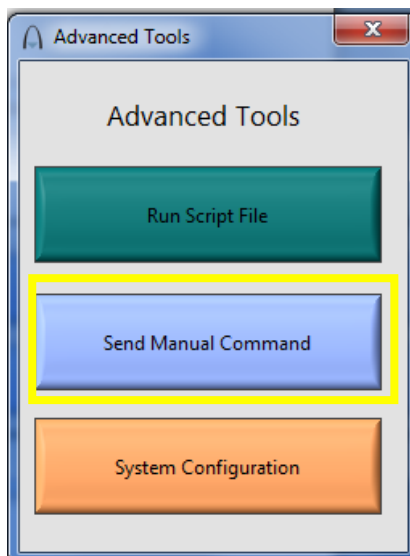 Advanced Tools
Advanced Tools
Run Script File
Send Manual Command
System Configuration